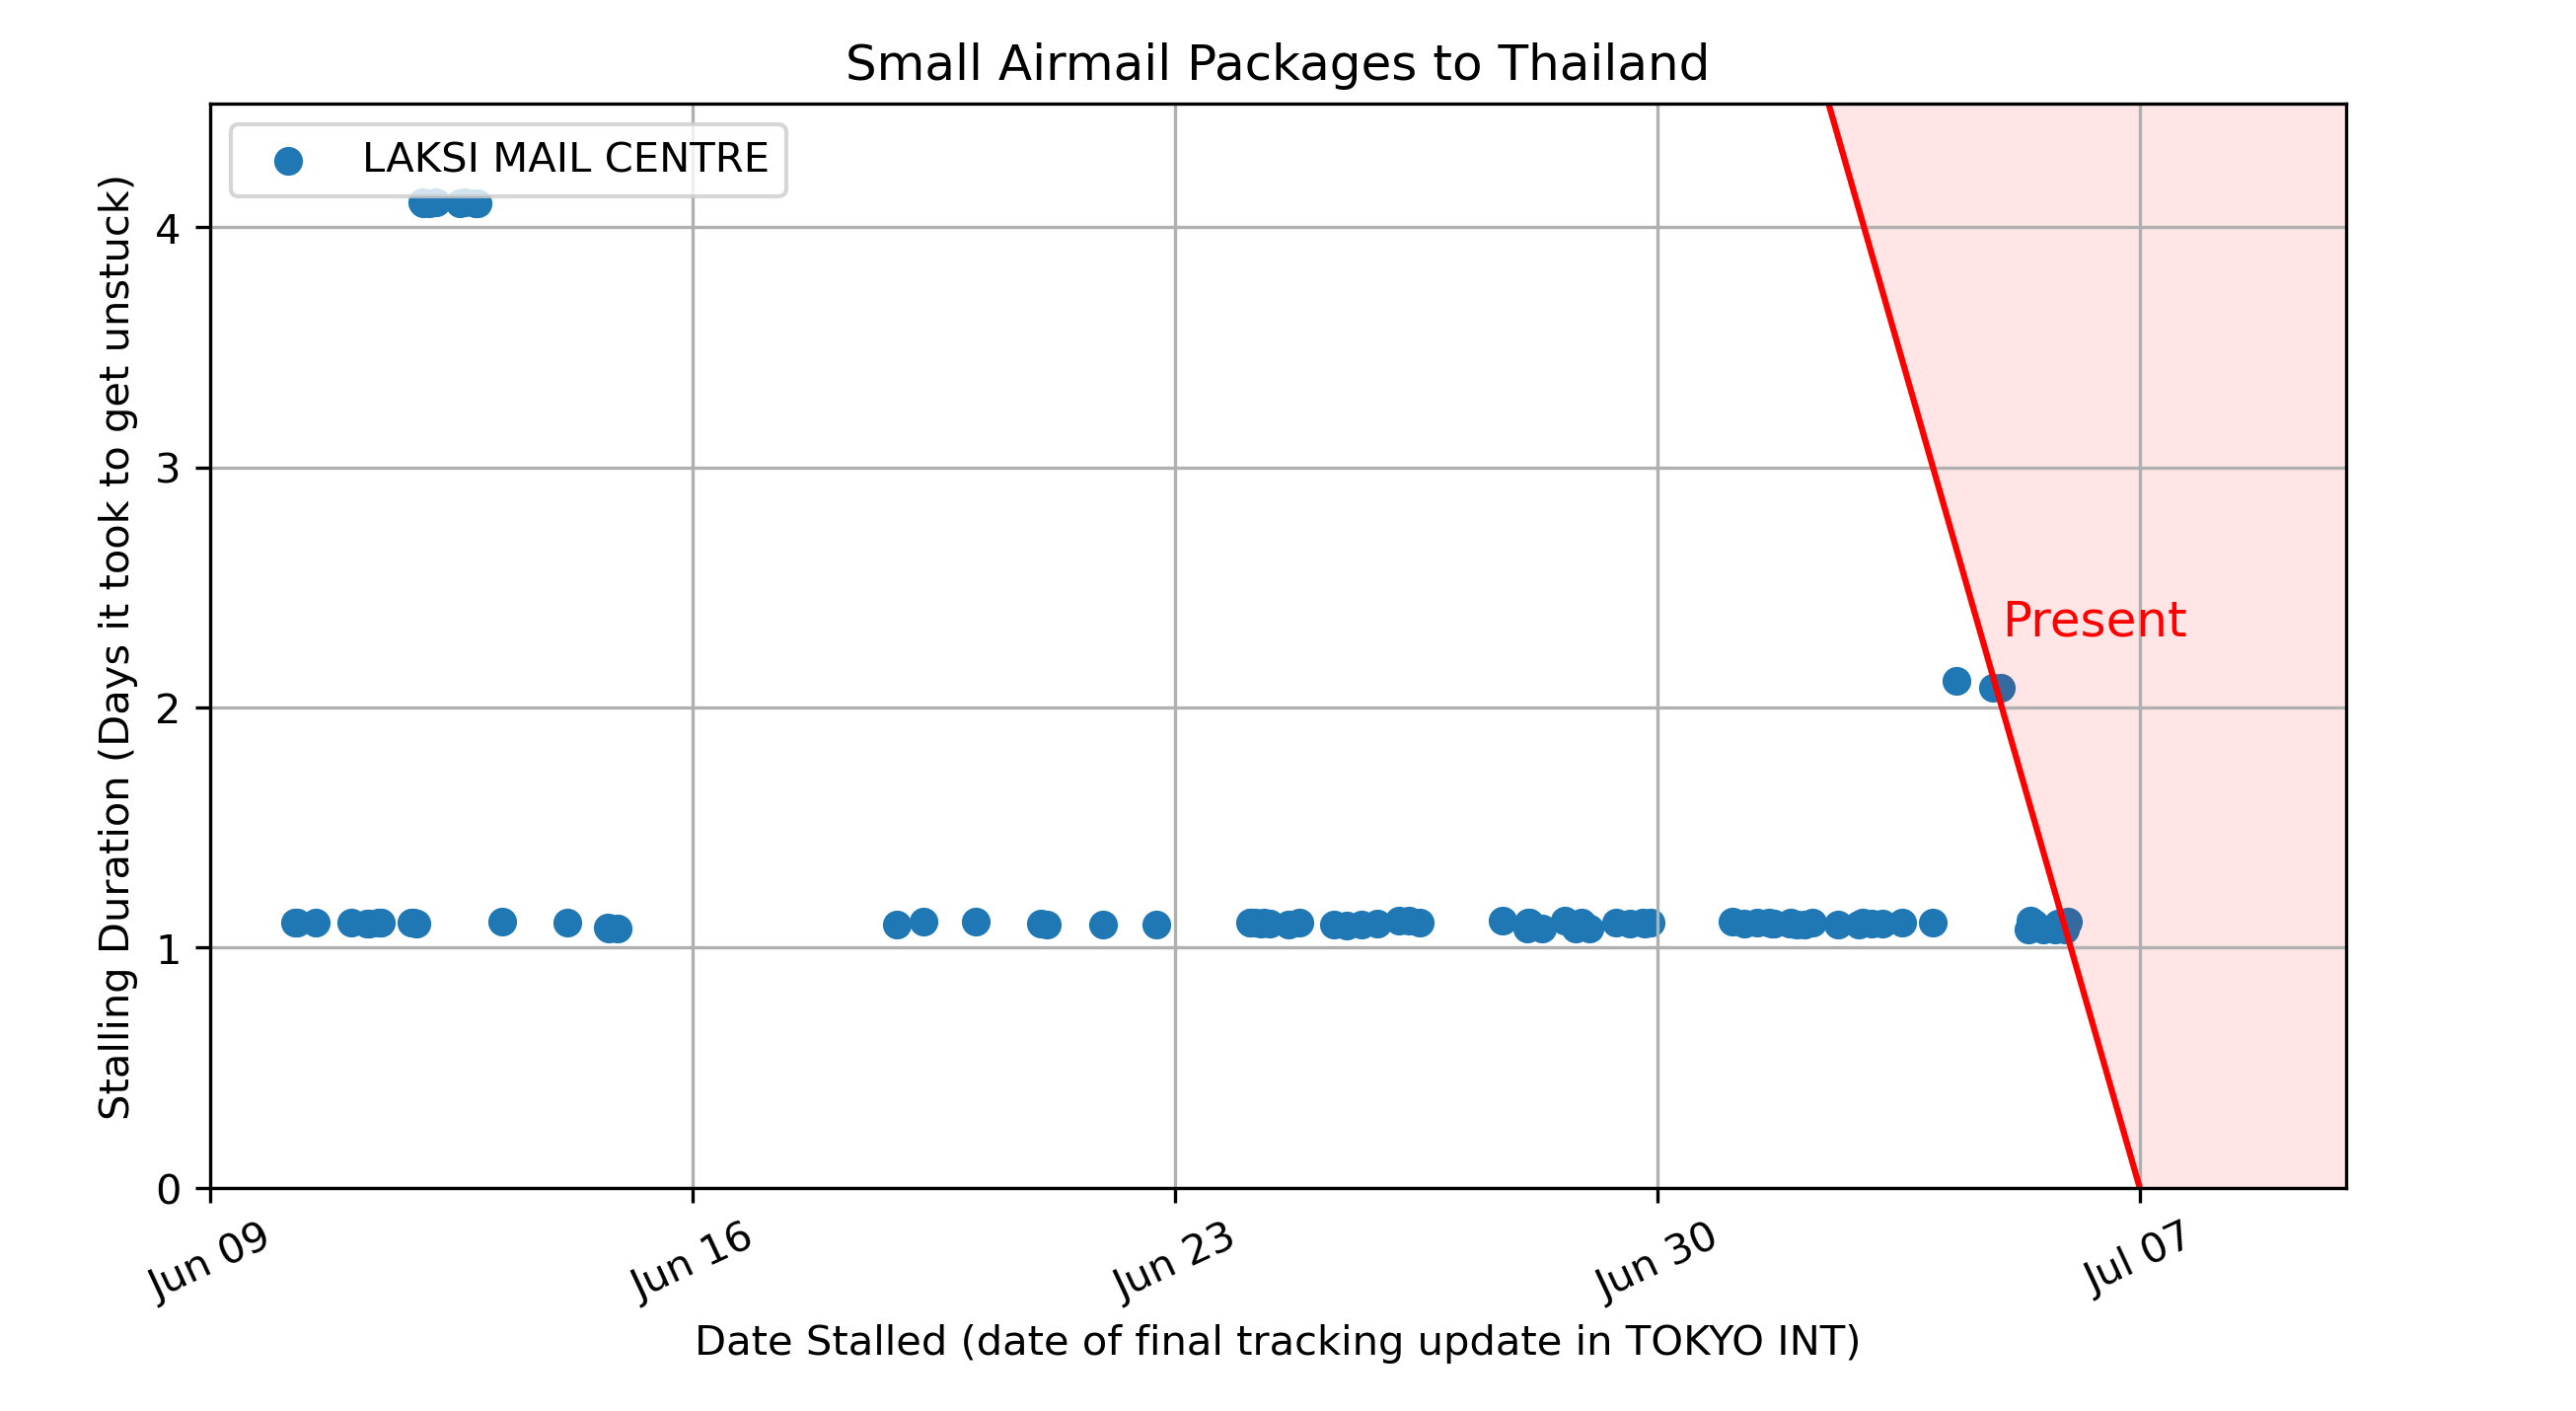 Small Airmail Packages to Thailand
LAKSI MAIL CENTRE
Stalling Duration (Days it took to get unstuck)
4
3
2
1
0
Present
Jun 09
Jun 16
Jun 23
Jun 30
Jul 07
Date Stalled (date of final tracking update in TOKYO INT)